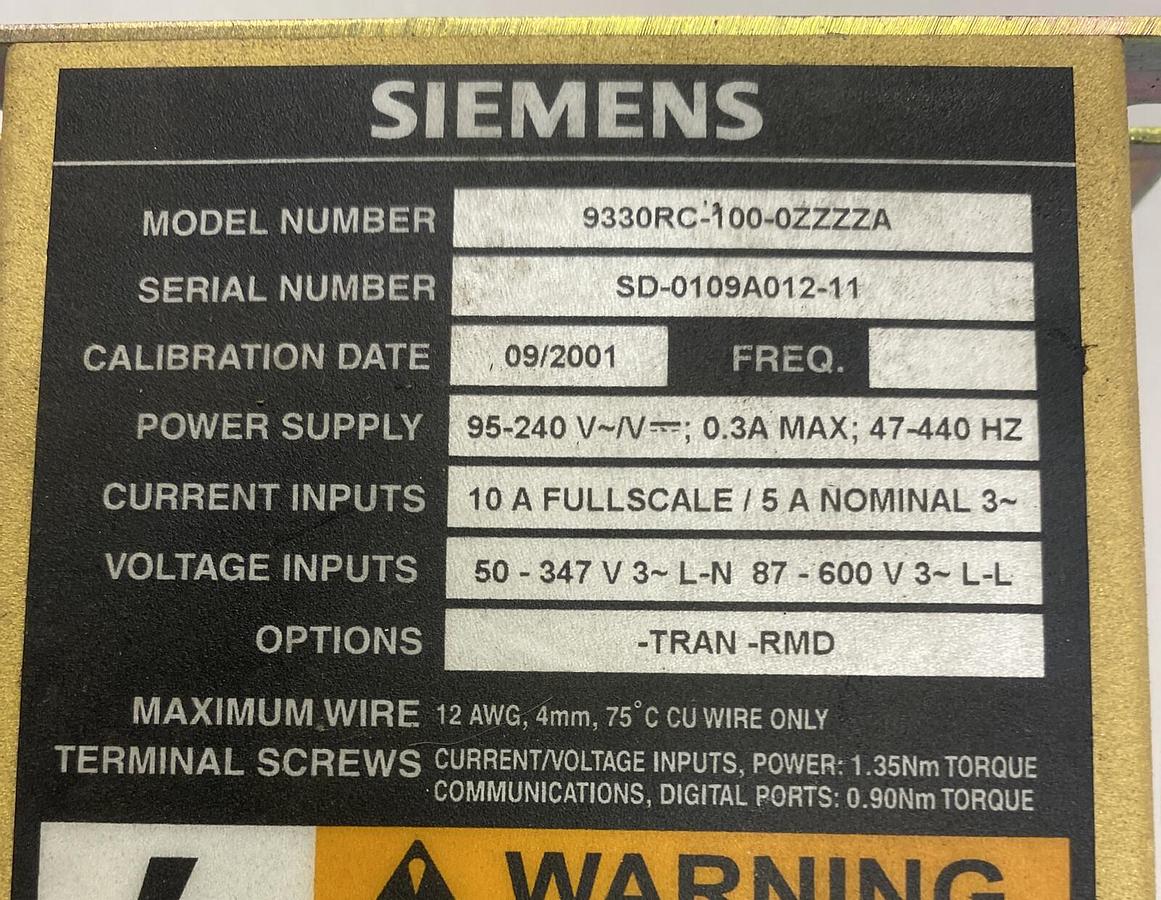 SIEMENS
MODEL NUMBER 9330RC-100-0ZZZZA
SERIAL NUMBER SD-0109A012-11
CALIBRATION DATE 09/2001 FREQ.
POWER SUPPLY 95-240 V~/V⎓; 0.3A MAX; 47-440 HZ
CURRENT INPUTS 10 A FULLSCALE / 5 A NOMINAL 3~
VOLTAGE INPUTS 50 - 347 V 3~ L-N 87 - 600 V 3~ L-L
OPTIONS -TRAN -RMD
MAXIMUM WIRE 12 AWG, 4mm, 75°C CU WIRE ONLY
TERMINAL SCREWS CURRENT/VOLTAGE INPUTS, POWER: 1.35Nm TORQUE
COMMUNICATIONS, DIGITAL PORTS: 0.90Nm TORQUE
WARNING